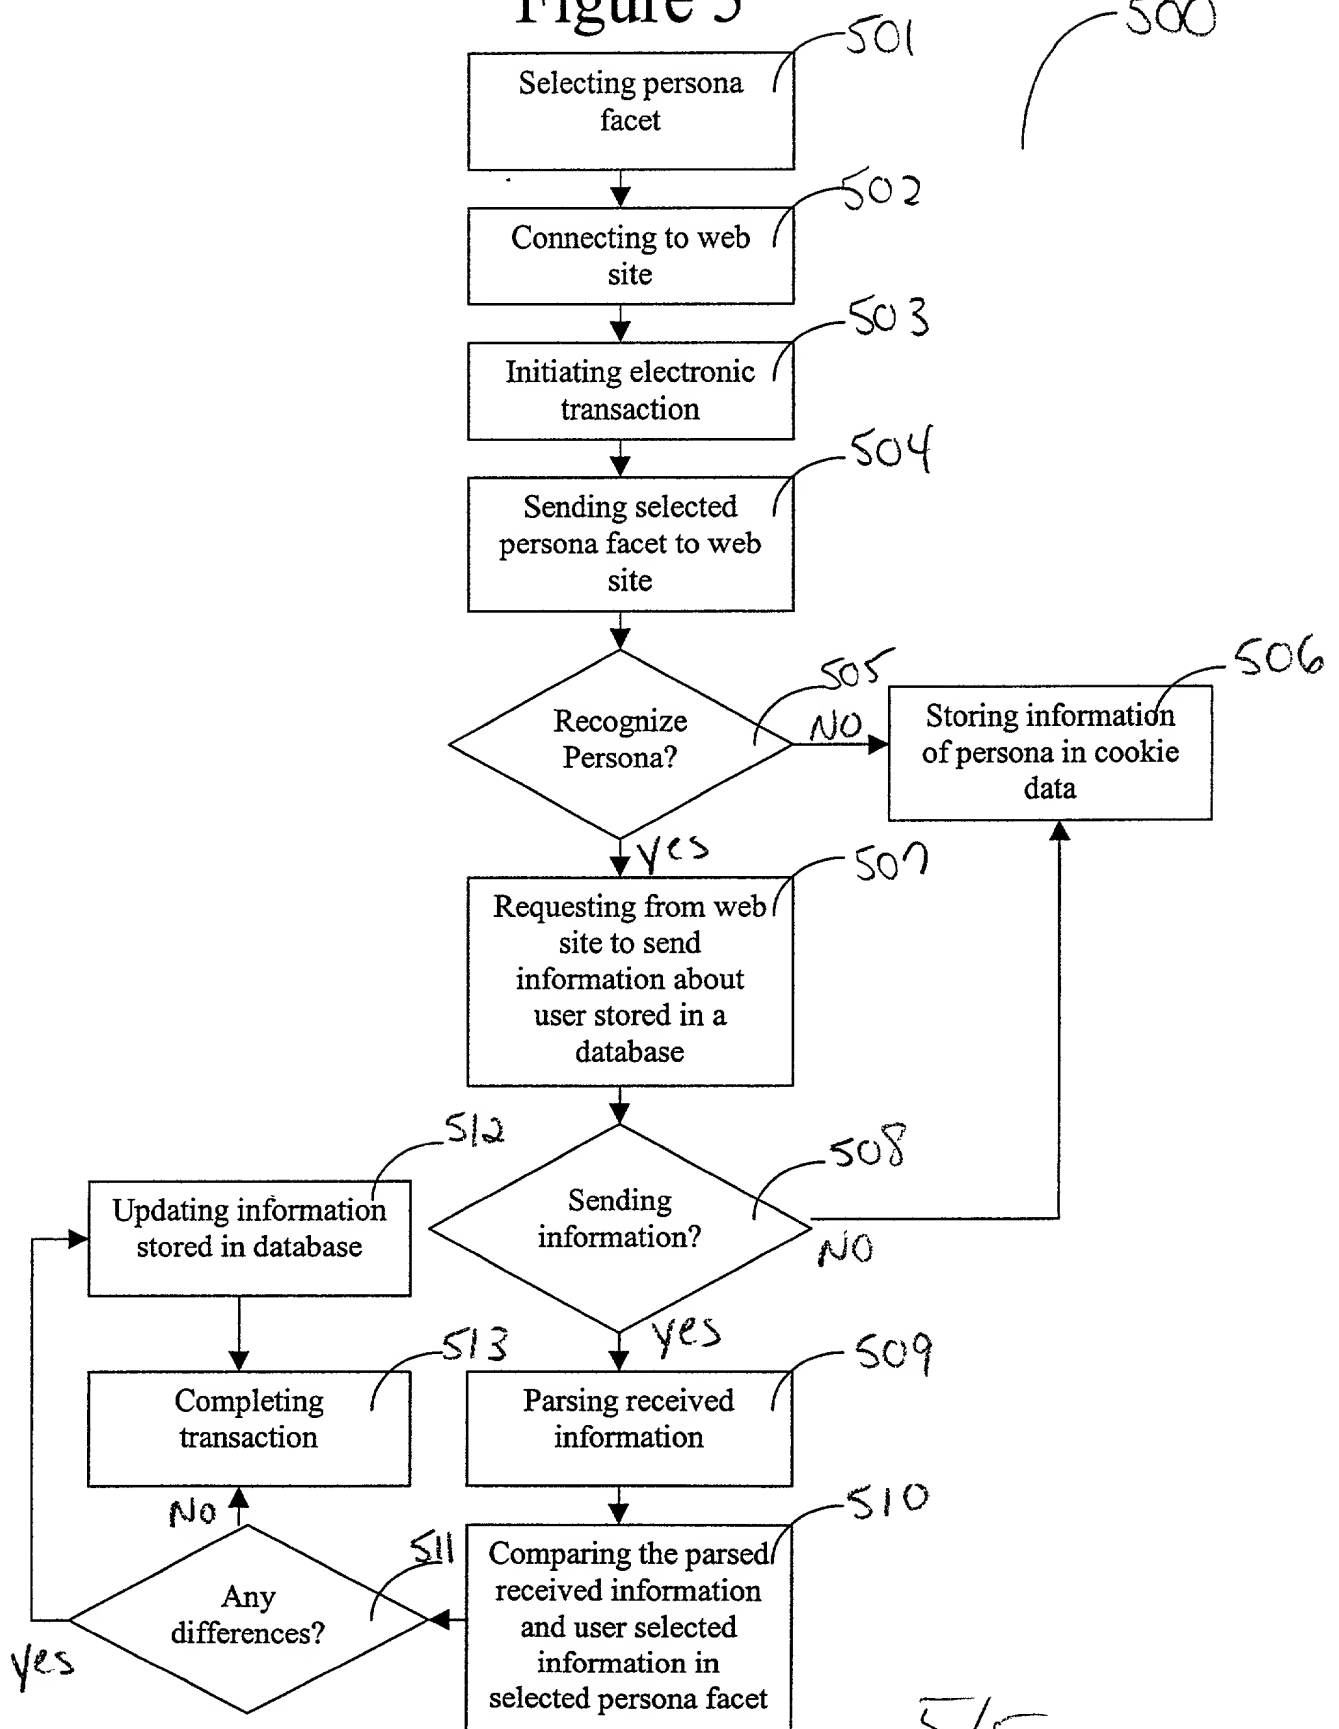 Figure 5
500
501
Selecting persona
facet
502
Connecting to web
site
503
Initiating electronic
transaction
504
Sending selected
persona facet to web
site
505
Recognize
Persona?
NO
506
Storing information
of persona in cookie
data
yes
507
Requesting from web
site to send
information about
user stored in a
database
508
Sending
information?
NO
yes
512
Updating information
stored in database
513
Completing
transaction
509
Parsing received
information
510
Comparing the parsed
received information
and user selected
information in
selected persona facet
511
Any
differences?
No
yes
5/5